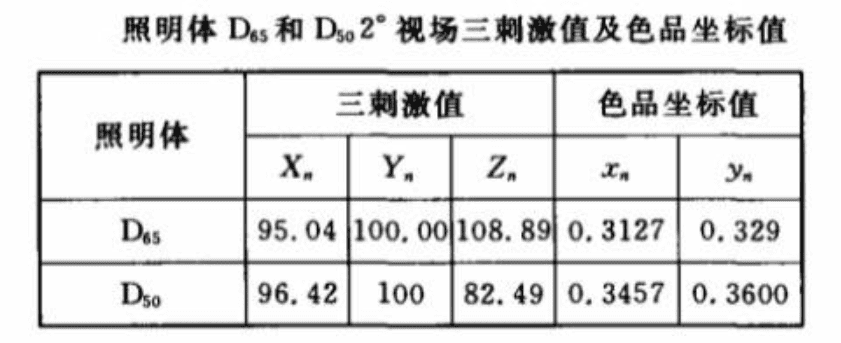 照明体 D65 和 D50 2° 视场三刺激值及色品坐标值
照明体 三刺激值 色品坐标值
Xn Yn Zn xn yn
D65 95.04 100.00 108.89 0.3127 0.329
D50 96.42 100 82.49 0.3457 0.3600